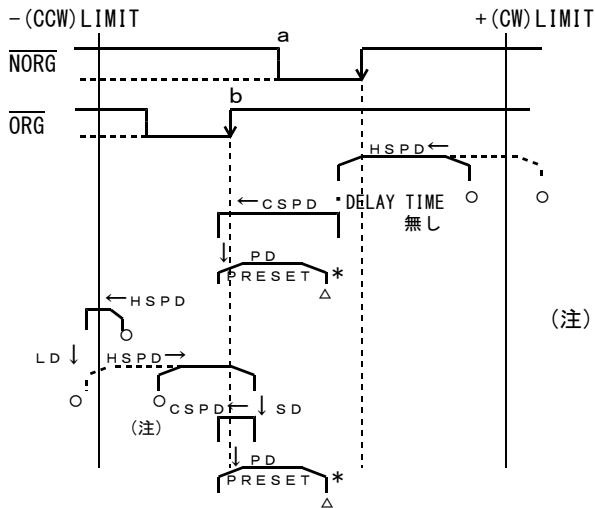 －(CCW)LIMIT
＋(CW)LIMIT
a
NORG
b
ORG
HSPD←
←CSPD
・DELAY TIME
無し
○ ○
↓ PD
PRESET *
△
←HSPD
○
（注）
LD ↓ HSPD→
○ ○
CSPD← ↓ SD
（注）
↓ PD
PRESET *
△